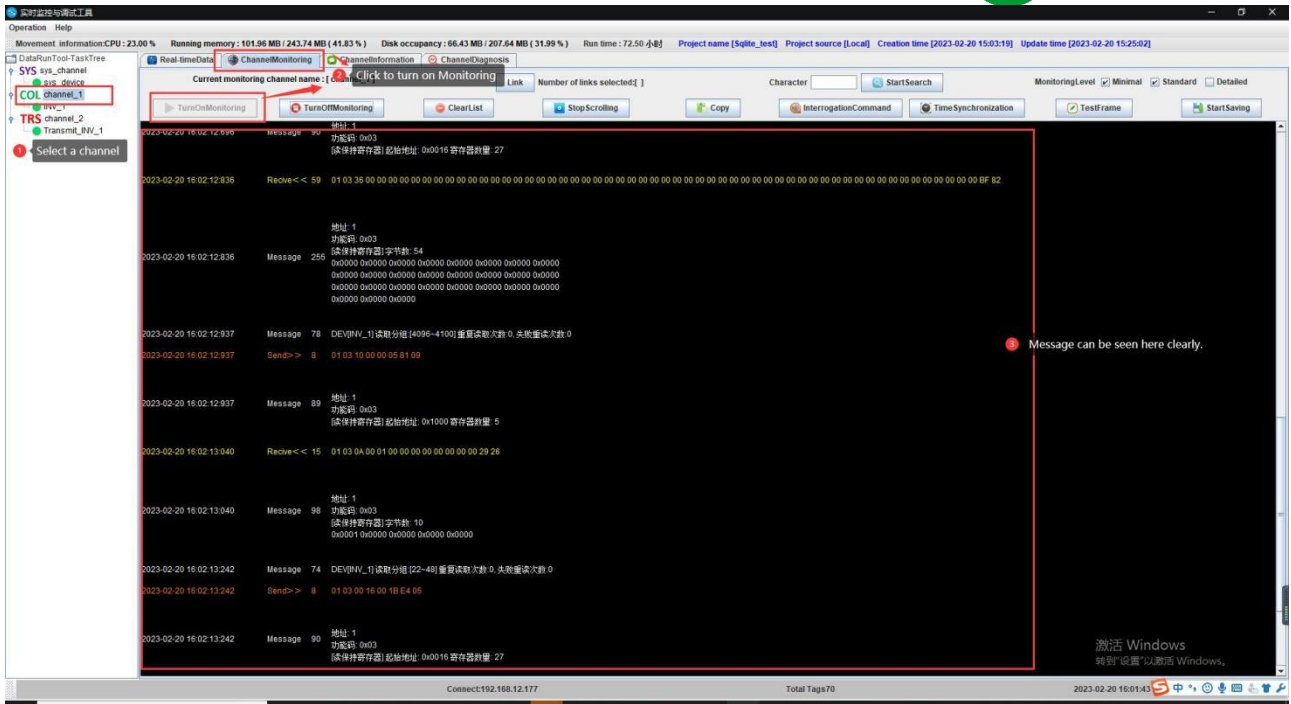 实时监控与调试工具
Operation Help
Movement information:CPU : 23.00 % Running memory : 101.96 MB / 243.74 MB ( 41.83 % ) Disk occupancy : 66.43 MB / 207.64 MB ( 31.99 % ) Run time : 72.50 小时 Project name [Sqlite_test] Project source [Local] Creation time [2023-02-20 15:03:19] Update time [2023-02-20 15:25:02]
DataRunTool-TaskTree
SYS sys_channel
sys_device
COL channel_1
INV_1
TRS channel_2
Transmit_INV_1
1 Select a channel
Real-timeData ChannelMonitoring ChannelInformation ChannelDiagnosis
Current monitoring channel name : [
2 Click to turn on Monitoring
Link Number of links selected:[ ] Character StartSearch MonitoringLevel Minimal Standard Detailed
TurnOnMonitoring TurnOffMonitoring ClearList StopScrolling Copy InterrogationCommand TimeSynchronization TestFrame StartSaving
2023-02-20 16:02:12:696 Message 90 地址: 1
功能码: 0x03
[读保持寄存器] 起始地址: 0x0016 寄存器数量: 27
2023-02-20 16:02:12:836 Recive<< 59 01 03 36 00 00 00 00 00 00 00 00 00 00 00 00 00 00 00 00 00 00 00 00 00 00 00 00 00 00 00 00 00 00 00 00 00 00 00 00 00 00 00 00 00 00 00 00 00 00 00 00 00 00 00 00 00 00 BF 82
2023-02-20 16:02:12:836 Message 255 地址: 1
功能码: 0x03
[读保持寄存器] 字节数: 54
0x0000 0x0000 0x0000 0x0000 0x0000 0x0000 0x0000 0x0000
0x0000 0x0000 0x0000 0x0000 0x0000 0x0000 0x0000 0x0000
0x0000 0x0000 0x0000 0x0000 0x0000 0x0000 0x0000 0x0000
0x0000 0x0000 0x0000
2023-02-20 16:02:12:937 Message 78 DEV[INV_1] 读取分组:[4096~4100] 重复读取次数:0, 失败重读次数:0
2023-02-20 16:02:12:937 Send>> 8 01 03 10 00 00 05 81 09
2023-02-20 16:02:12:937 Message 89 地址: 1
功能码: 0x03
[读保持寄存器] 起始地址: 0x1000 寄存器数量: 5
2023-02-20 16:02:13:040 Recive<< 15 01 03 0A 00 01 00 00 00 00 00 00 00 00 29 26
2023-02-20 16:02:13:040 Message 98 地址: 1
功能码: 0x03
[读保持寄存器] 字节数: 10
0x0001 0x0000 0x0000 0x0000 0x0000
2023-02-20 16:02:13:242 Message 74 DEV[INV_1] 读取分组:[22~48] 重复读取次数:0, 失败重读次数:0
2023-02-20 16:02:13:242 Send>> 8 01 03 00 16 00 1B E4 05
2023-02-20 16:02:13:242 Message 90 地址: 1
功能码: 0x03
[读保持寄存器] 起始地址: 0x0016 寄存器数量: 27
3 Message can be seen here clearly.
激活 Windows
转到"设置"以激活 Windows。
Connect:192.168.12.177 Total Tags70 2023-02-20 16:01:43 中